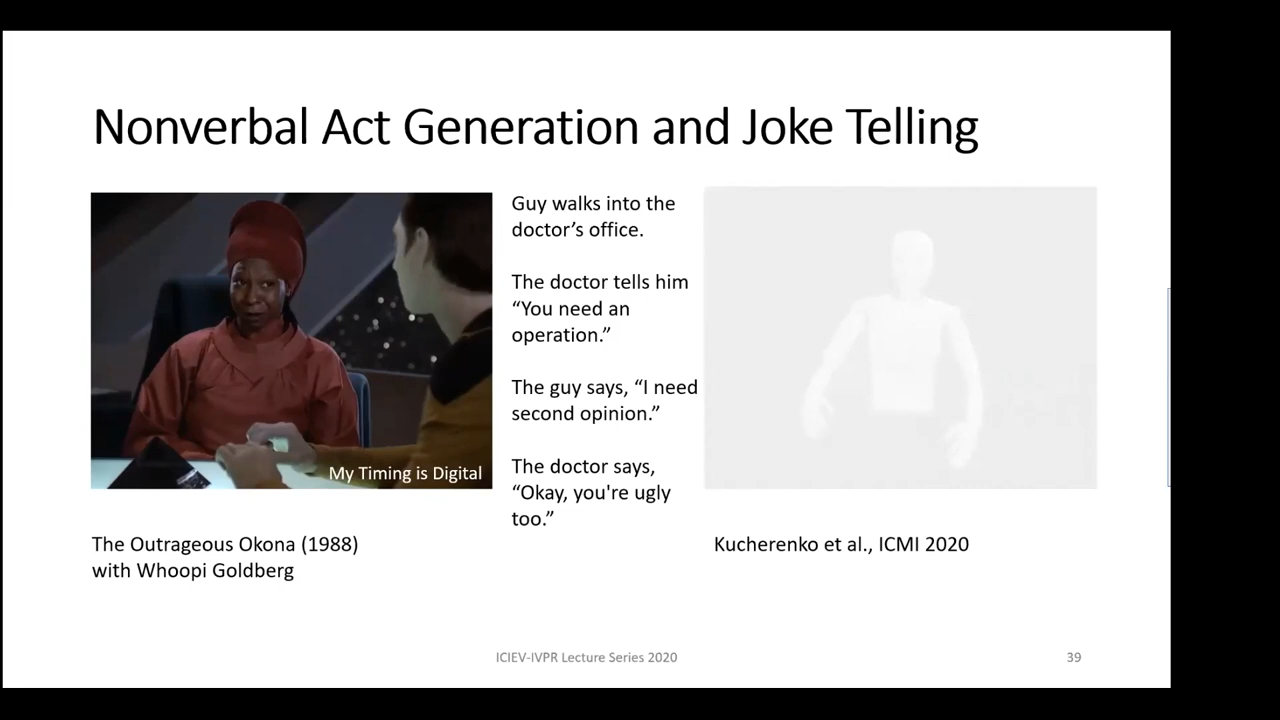 Nonverbal Act Generation and Joke Telling
My Timing is Digital
The Outrageous Okona (1988)
with Whoopi Goldberg
Guy walks into the
doctor’s office.
The doctor tells him
“You need an
operation.”
The guy says, “I need
second opinion.”
The doctor says,
“Okay, you're ugly
too.”
Kucherenko et al., ICMI 2020
ICIEV-IVPR Lecture Series 2020
39